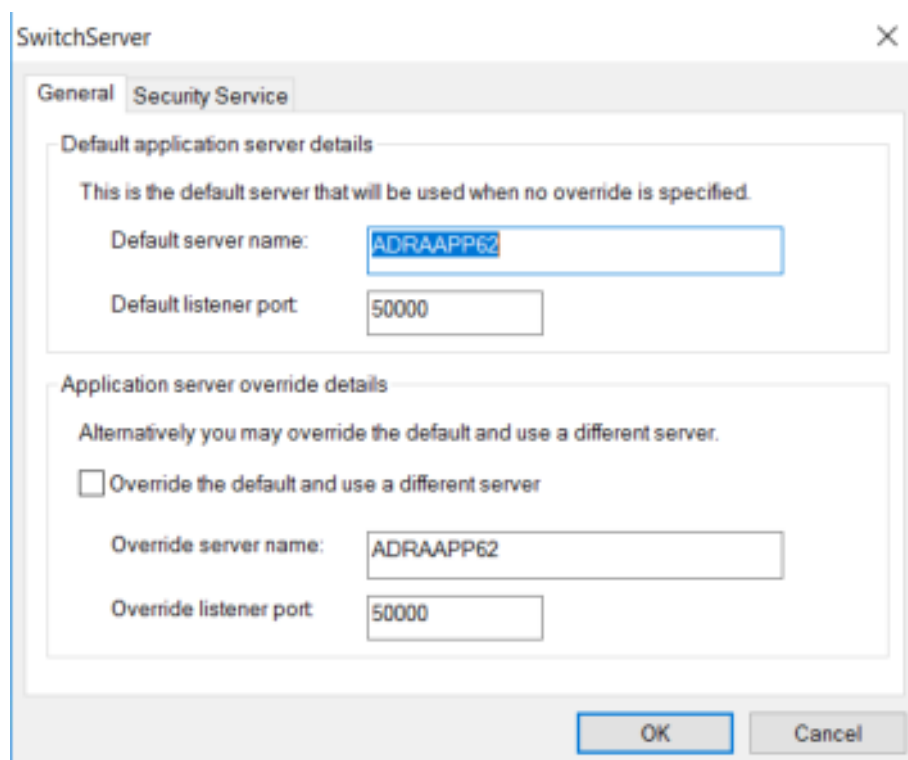 SwitchServer
General
Security Service
Default application server details
This is the default server that will be used when no override is specified.
Default server name:
ADRAAPP62
Default listener port:
50000
Application server override details
Alternatively you may override the default and use a different server.
Override the default and use a different server
Override server name:
ADRAAPP62
Override listener port:
50000
OK
Cancel